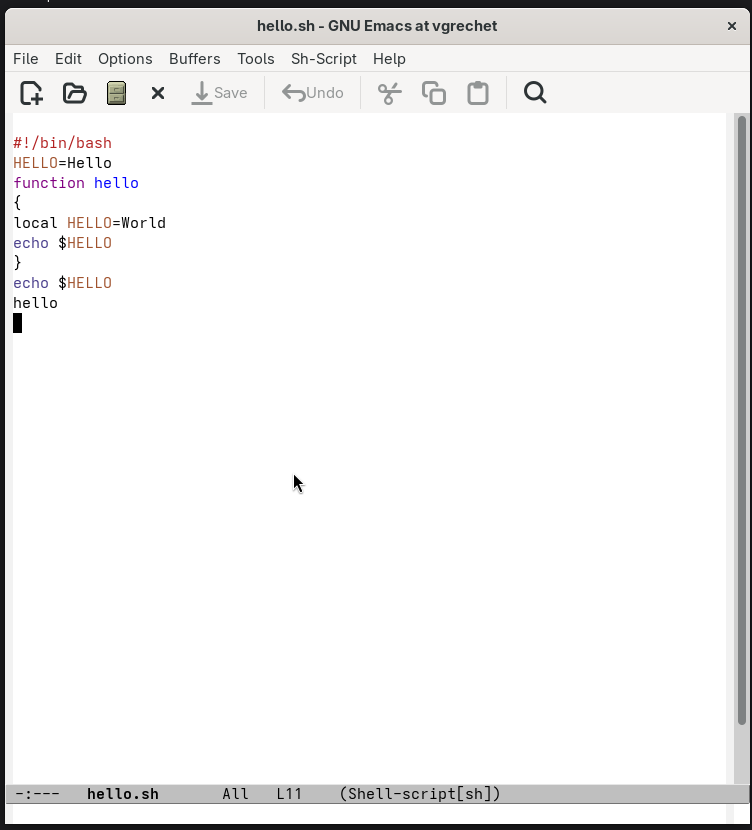 hello.sh - GNU Emacs at vgrechet
File Edit Options Buffers Tools Sh-Script Help
Save Undo
#!/bin/bash
HELLO=Hello
function hello
{
local HELLO=World
echo $HELLO
}
echo $HELLO
hello
-:--- hello.sh All L11 (Shell-script[sh])